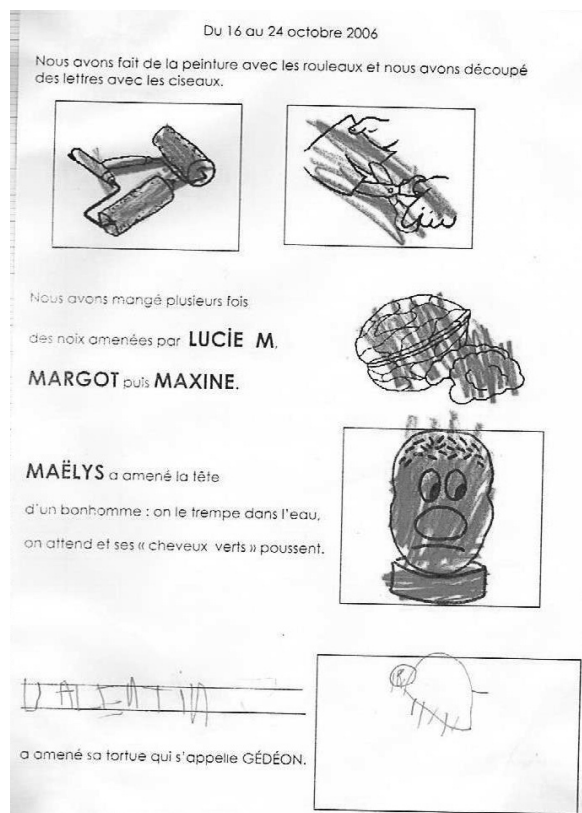 Du 16 au 24 octobre 2006
Nous avons fait de la peinture avec les rouleaux et nous avons découpé
des lettres avec les ciseaux.
Nous avons mangé plusieurs fois
des noix amenées par LUCİE M,
MARGOT puis MAXINE.
MAËLYS a amené la tête
d'un bonhomme : on le trempe dans l'eau,
on attend et ses « cheveux verts » poussent.
VALENTIN
a amené sa tortue qui s'appelle GÉDÉON.